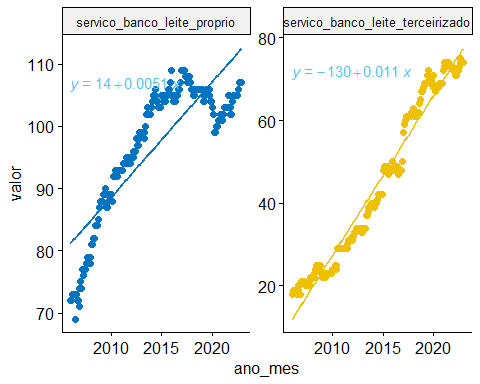 servico_banco_leite_proprio
servico_banco_leite_terceirizado
y = 14 + 0.0051
y = −130 + 0.011 x
110
100
90
80
70
80
60
40
20
valor
2010 2015 2020
2010 2015 2020
ano_mes